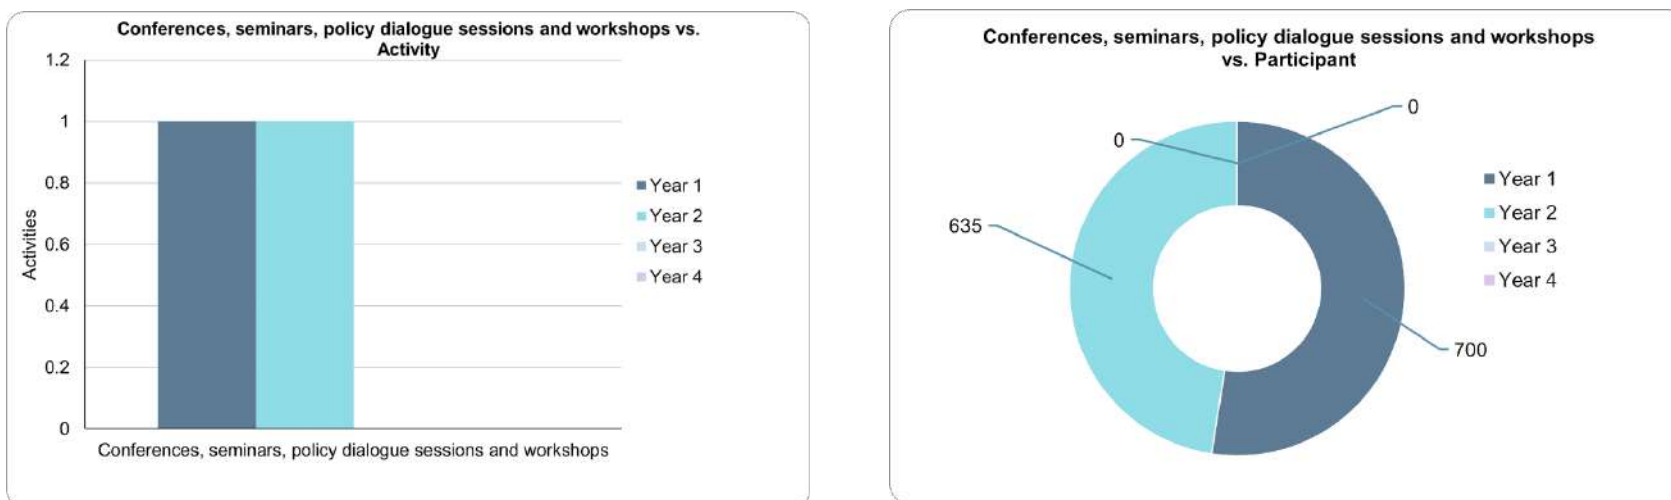 Conferences, seminars, policy dialogue sessions and workshops vs.
Activity
1.2
1
0.8
0.6
0.4
0.2
0
Activities
Conferences, seminars, policy dialogue sessions and workshops
Year 1
Year 2
Year 3
Year 4
Conferences, seminars, policy dialogue sessions and workshops
vs. Participant
0
0
635
700
Year 1
Year 2
Year 3
Year 4